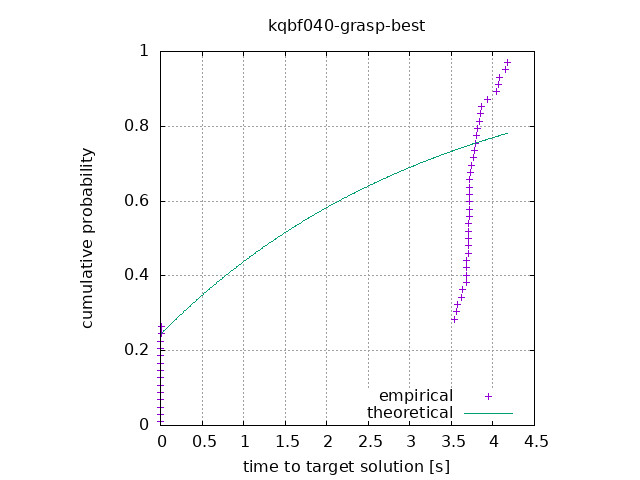 kqbf040-grasp-best
1
0.8
0.6
0.4
0.2
0
cumulative probability
empirical
theoretical
0 0.5 1 1.5 2 2.5 3 3.5 4 4.5
time to target solution [s]